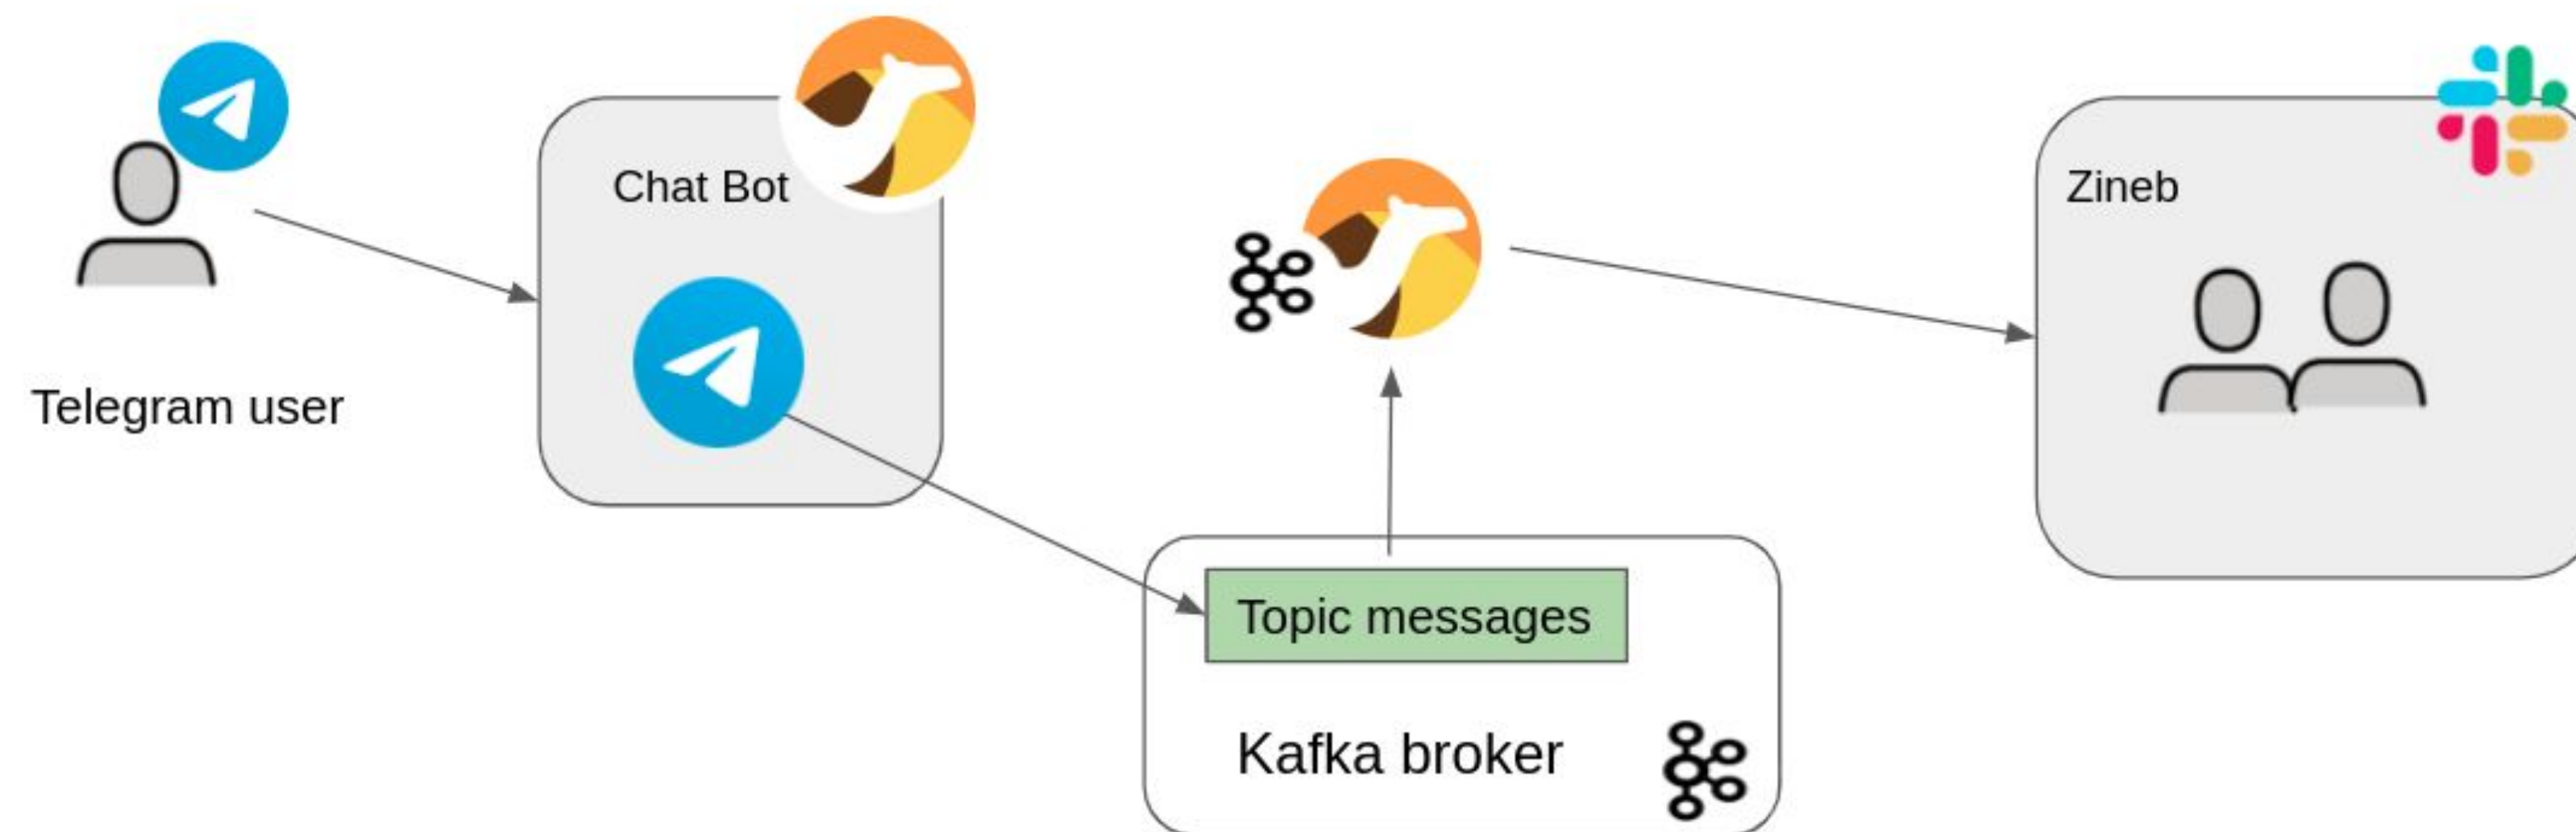 Chat Bot
Zineb
Telegram user
Topic messages
Kafka broker